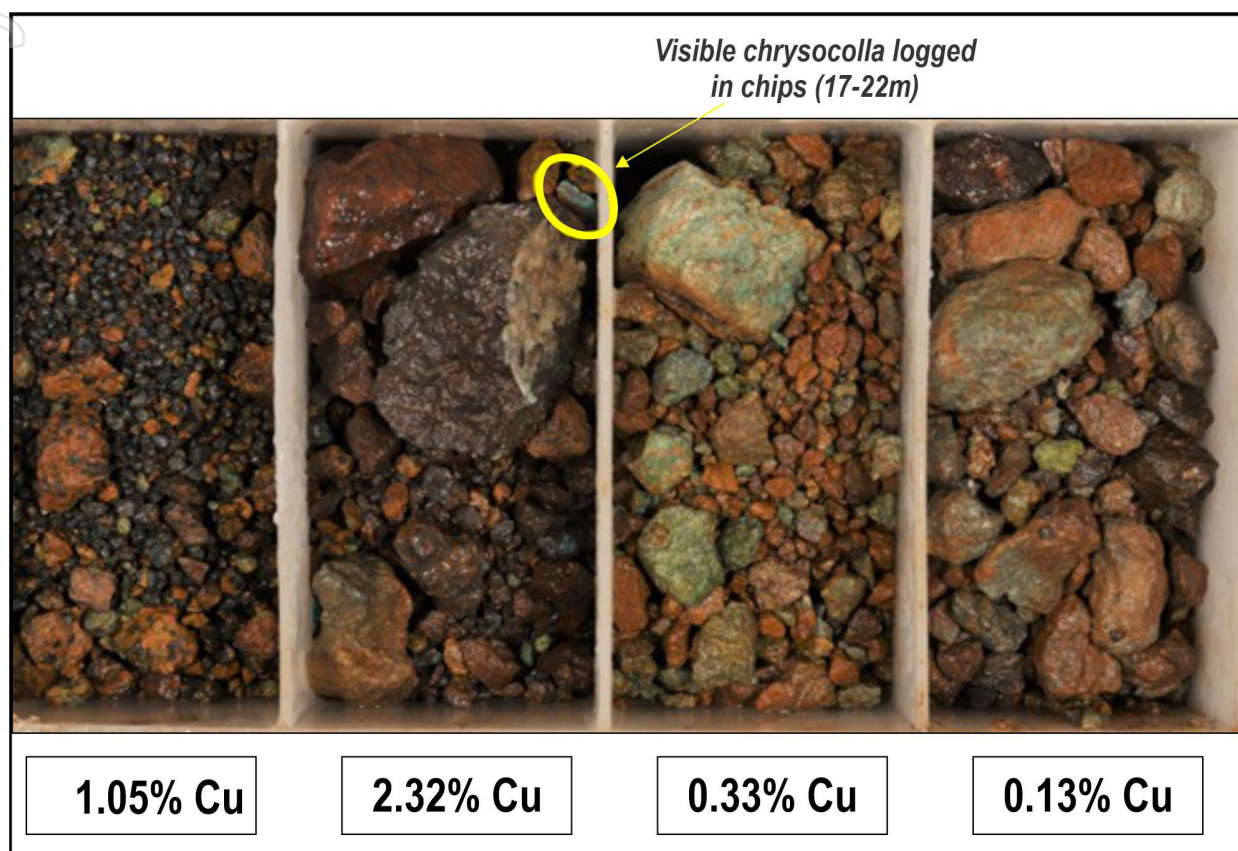 Visible chrysocolla logged
in chips (17-22m)
1.05% Cu
2.32% Cu
0.33% Cu
0.13% Cu